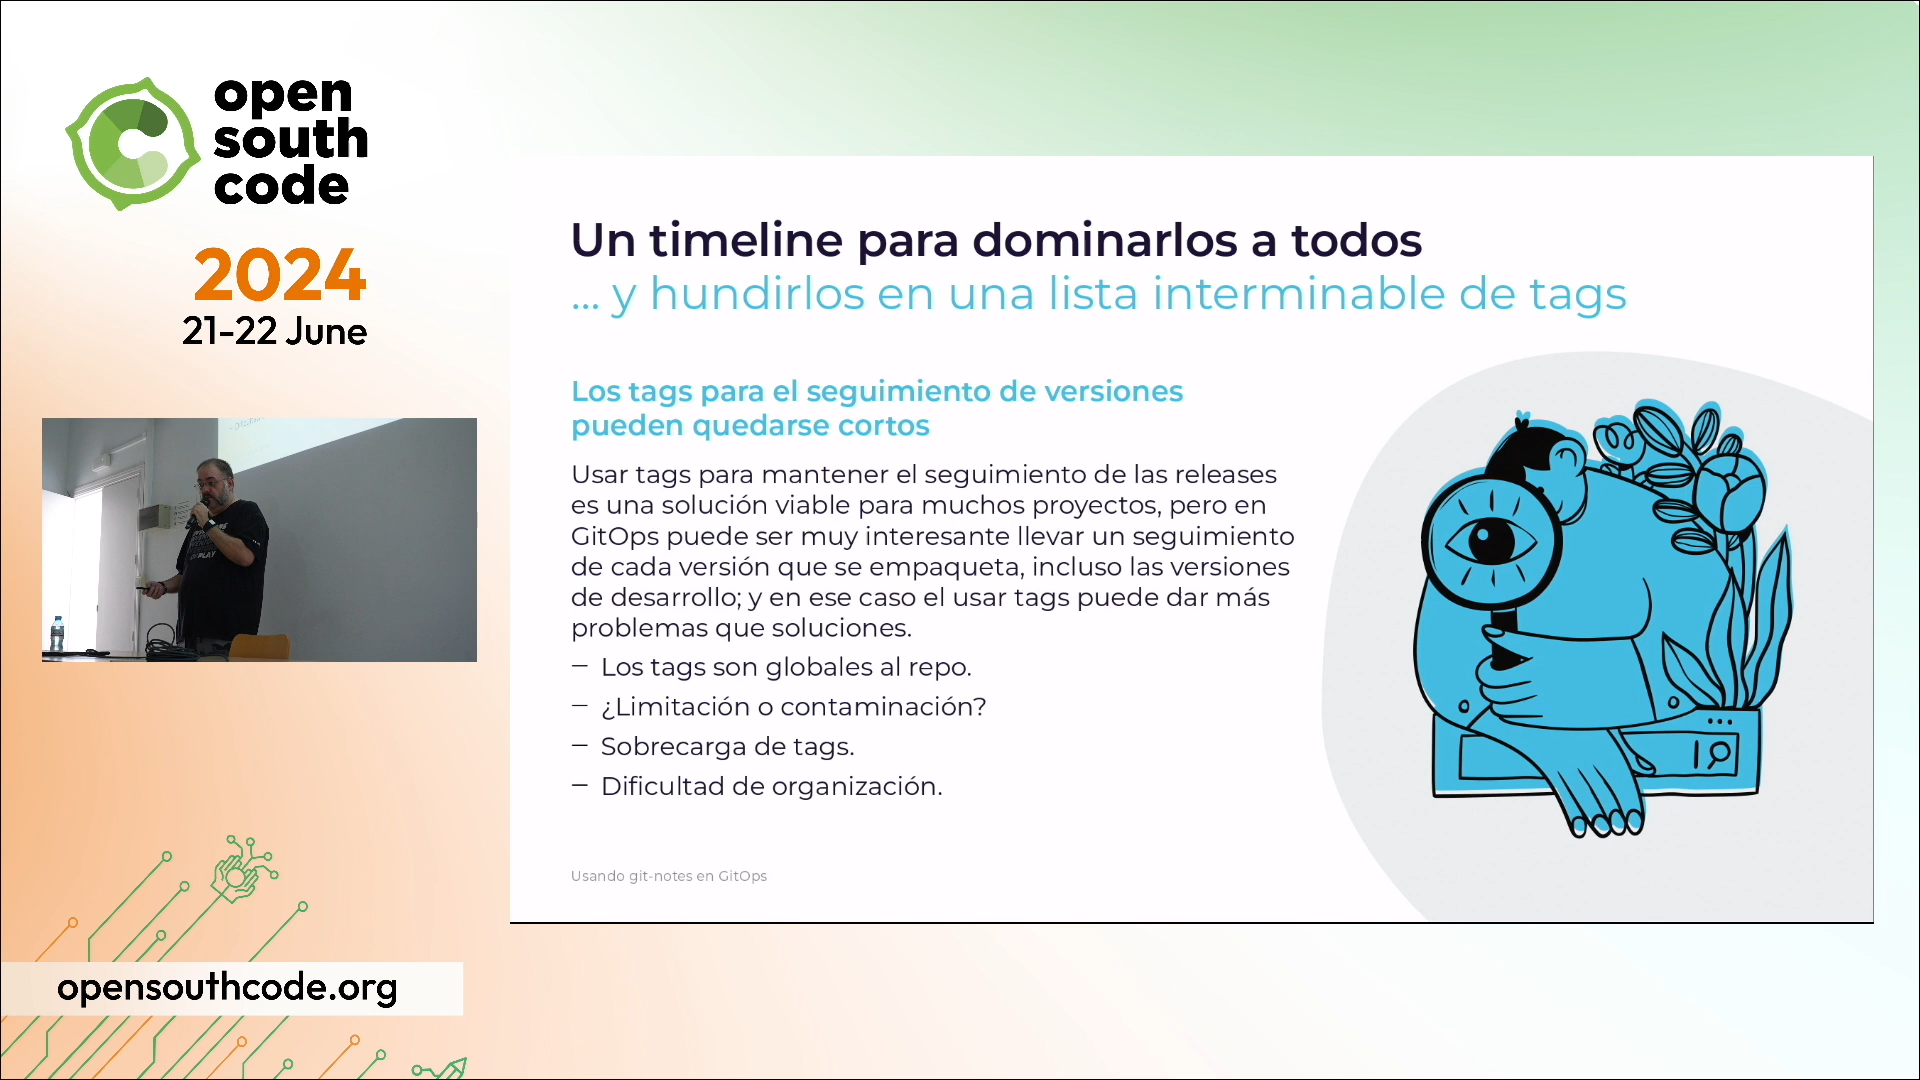 open
south
code
2024
21-22 June
Un timeline para dominarlos a todos
... y hundirlos en una lista interminable de tags
Los tags para el seguimiento de versiones
pueden quedarse cortos
Usar tags para mantener el seguimiento de las releases
es una solución viable para muchos proyectos, pero en
GitOps puede ser muy interesante llevar un seguimiento
de cada versión que se empaqueta, incluso las versiones
de desarrollo; y en ese caso el usar tags puede dar más
problemas que soluciones.
– Los tags son globales al repo.
– ¿Limitación o contaminación?
– Sobrecarga de tags.
– Dificultad de organización.
Usando git-notes en GitOps
PLAY
opensouthcode.org